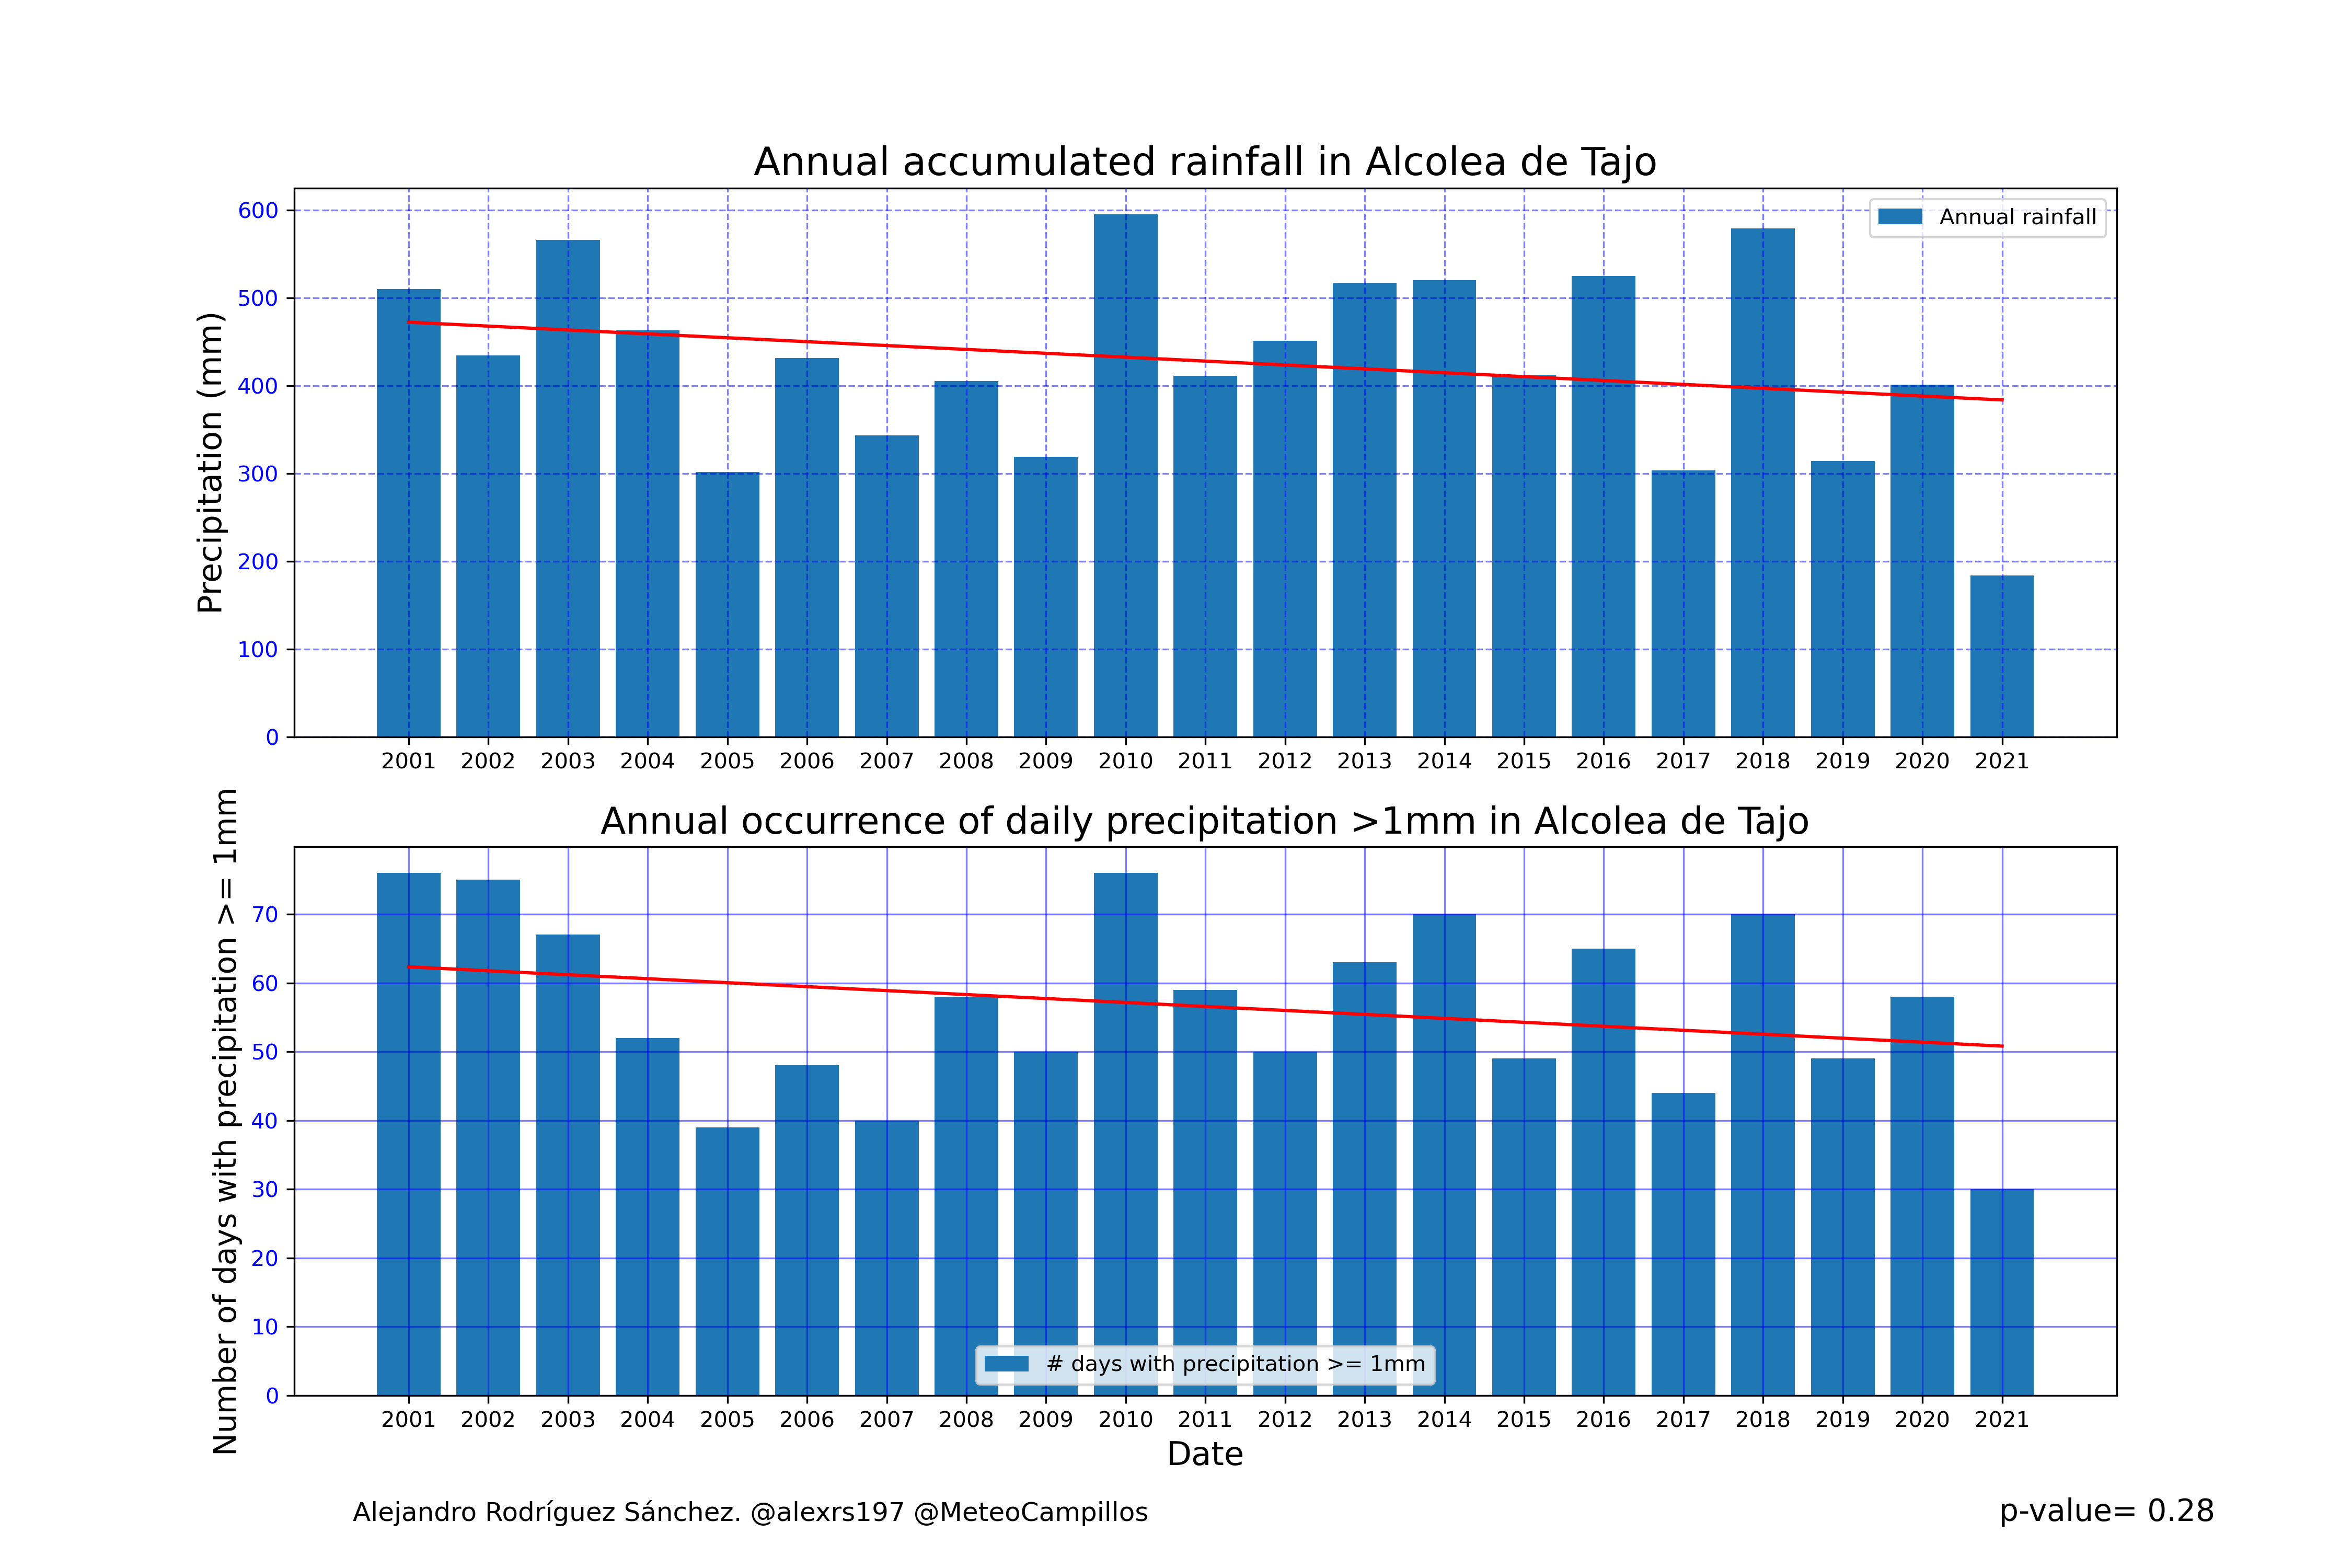 Annual accumulated rainfall in Alcolea de Tajo
Precipitation (mm)
600
500
400
300
200
100
0
Annual rainfall
2001 2002 2003 2004 2005 2006 2007 2008 2009 2010 2011 2012 2013 2014 2015 2016 2017 2018 2019 2020 2021
Annual occurrence of daily precipitation >1mm in Alcolea de Tajo
Number of days with precipitation >= 1mm
70
60
50
40
30
20
10
0
# days with precipitation >= 1mm
2001 2002 2003 2004 2005 2006 2007 2008 2009 2010 2011 2012 2013 2014 2015 2016 2017 2018 2019 2020 2021
Date
Alejandro Rodríguez Sánchez. @alexrs197 @MeteoCampillos
p-value= 0.28